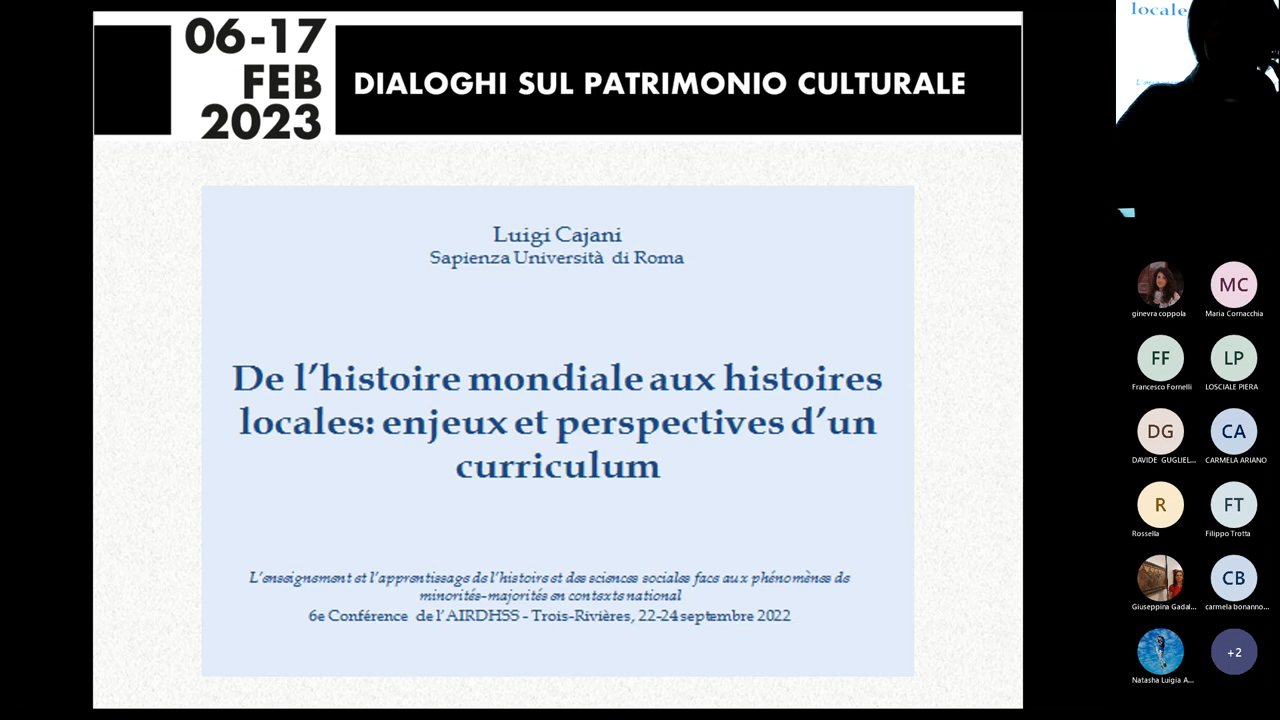 06-17
FEB
2023
DIALOGHI SUL PATRIMONIO CULTURALE
Luigi Cajani
Sapienza Università di Roma
De l'histoire mondiale aux histoires
locales: enjeux et perspectives d'un
curriculum
L'enseignement et l'apprentissage de l'histoire et des sciences sociales face aux phénomènes de
minorités-majorités en contexte national
6e Conférence de l'AIRDHSS - Trois-Rivières, 22-24 septembre 2022
locale
ginevra coppola
MC
Maria Cornacchia
FF
Francesco Fornelli
LP
LOSCIALE PIERA
DG
DAVIDE GUGLIEL...
CA
CARMELA ARIANO
R
Rossella
FT
Filippo Trotta
Giuseppina Gadal...
CB
carmela bonanno...
Natasha Luigia A...
+2